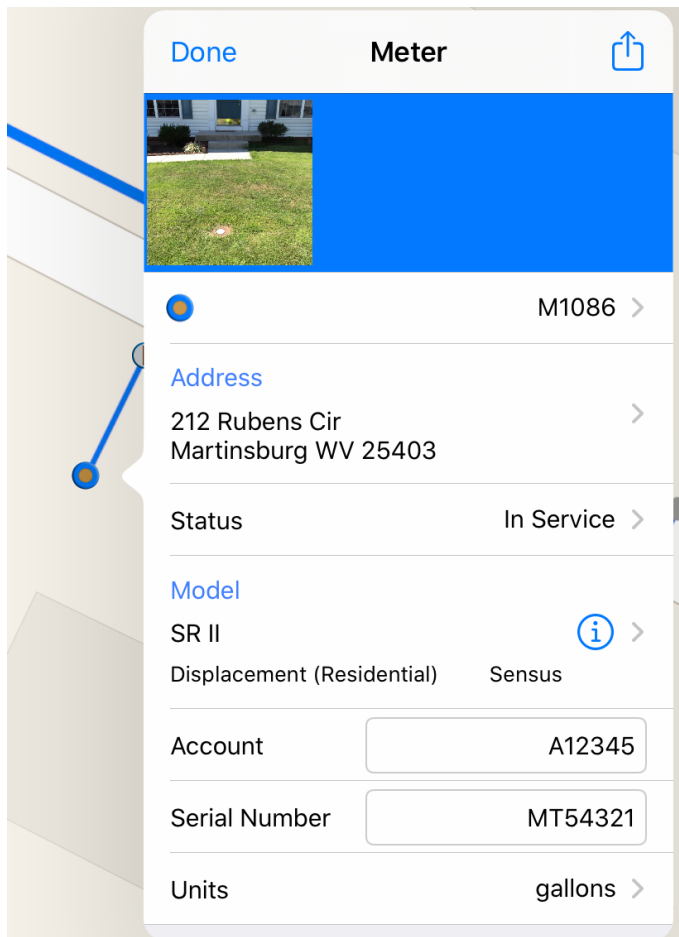 Done Meter
M1086
Address
212 Rubens Cir
Martinsburg WV 25403
Status In Service
Model
SR II
Displacement (Residential) Sensus
Account A12345
Serial Number MT54321
Units gallons